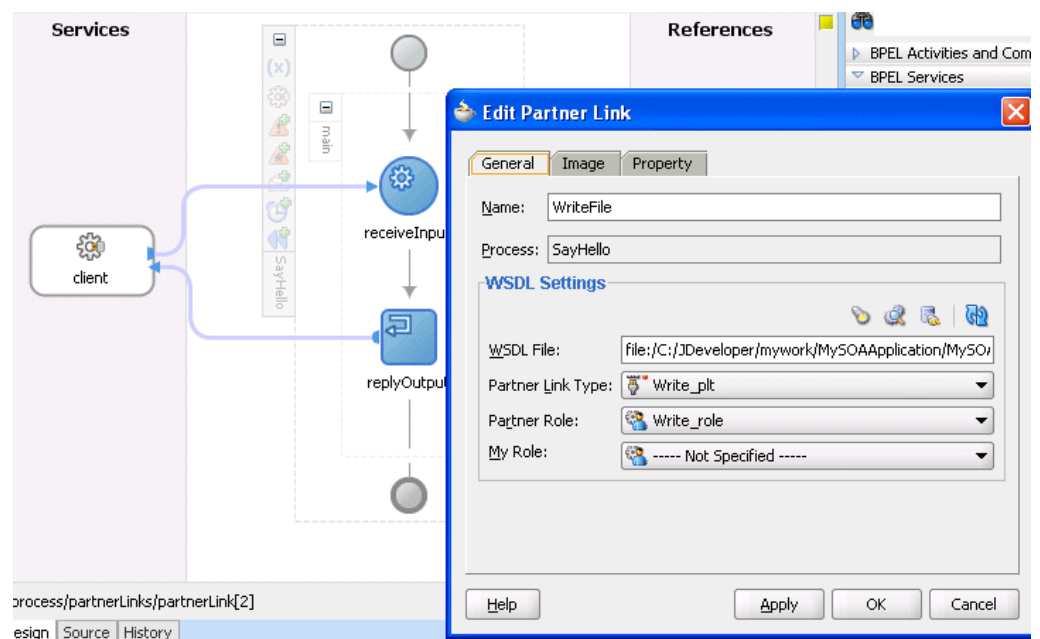 Services
References
BPEL Activities and Com
BPEL Services
main
SayHello
client
receiveInpu
replyOutpu
Edit Partner Link
General Image Property
Name: WriteFile
Process: SayHello
WSDL Settings
WSDL File: file:/C:/JDeveloper/mywork/MySOAApplication/MySO
Partner Link Type: Write_plt
Partner Role: Write_role
My Role: ----- Not Specified -----
Help Apply OK Cancel
process/partnerLinks/partnerLink[2]
esign Source History